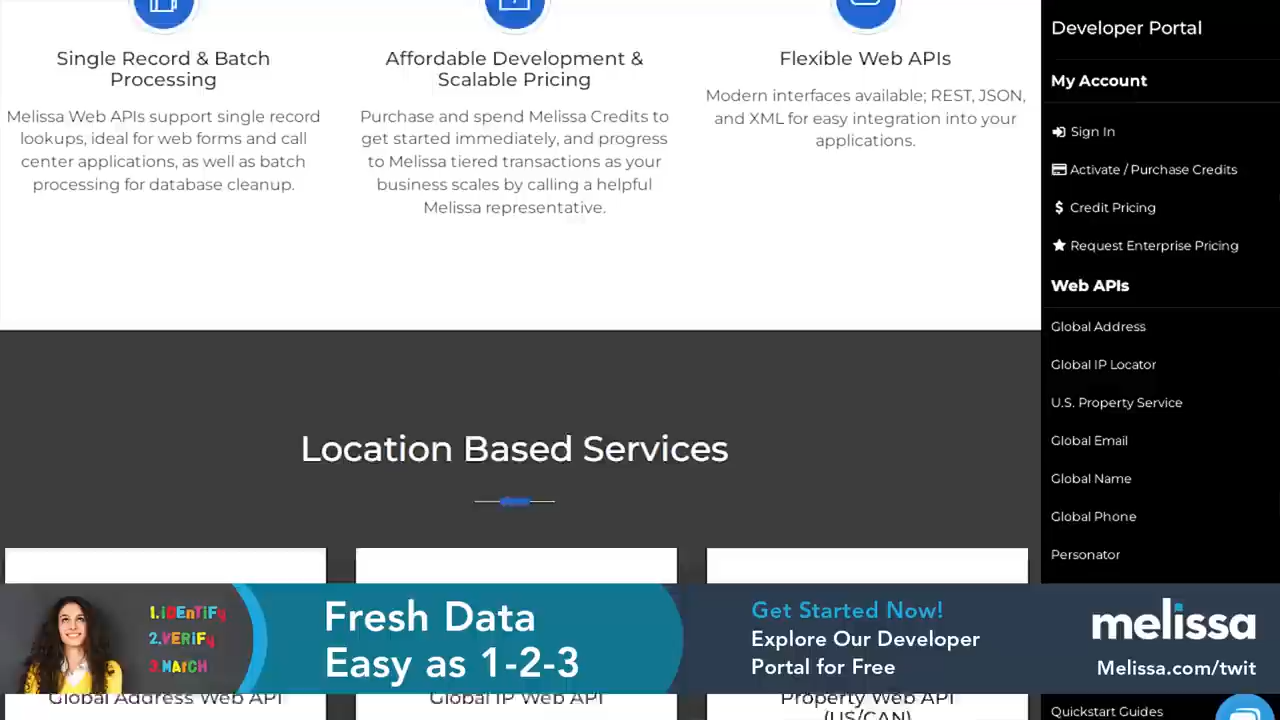 Single Record & Batch
Processing
Melissa Web APIs support single record
lookups, ideal for web forms and call
center applications, as well as batch
processing for database cleanup.
Affordable Development &
Scalable Pricing
Purchase and spend Melissa Credits to
get started immediately, and progress
to Melissa tiered transactions as your
business scales by calling a helpful
Melissa representative.
Flexible Web APIs
Modern interfaces available; REST, JSON,
and XML for easy integration into your
applications.
Location Based Services
Global Address Web API
Global IP Web API
Property Web API
(US/CAN)
Developer Portal
My Account
Sign In
Activate / Purchase Credits
Credit Pricing
Request Enterprise Pricing
Web APIs
Global Address
Global IP Locator
U.S. Property Service
Global Email
Global Name
Global Phone
Personator
Quickstart Guides
1.iDEnTiFy
2.VERiFy
3.MATCH
Fresh Data
Easy as 1-2-3
Get Started Now!
Explore Our Developer
Portal for Free
melissa
Melissa.com/twit